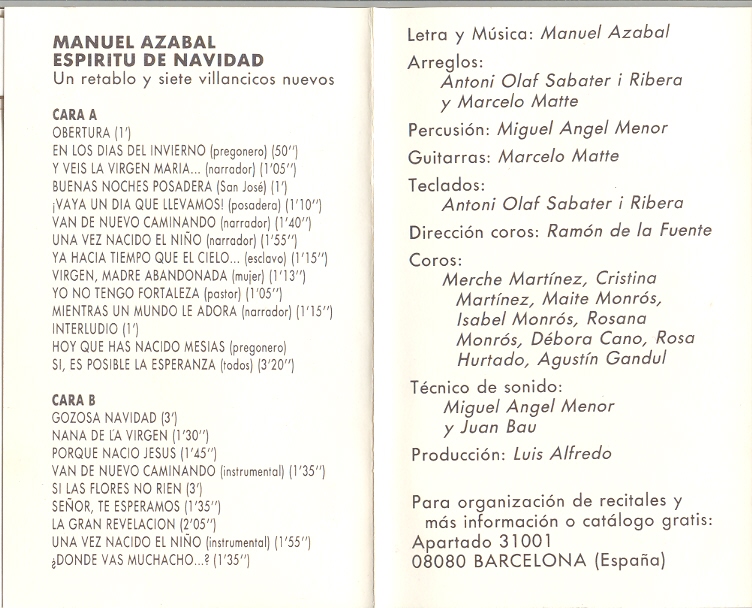 MANUEL AZABAL
ESPIRITU DE NAVIDAD
Un retablo y siete villancicos nuevos
CARA A
OBERTURA (1')
EN LOS DIAS DEL INVIERNO (pregonero) (50'')
Y VEIS LA VIRGEN MARIA... (narrador) (1'05'')
BUENAS NOCHES POSADERA (San José) (1')
¡VAYA UN DIA QUE LLEVAMOS! (posadera) (1'10'')
VAN DE NUEVO CAMINANDO (narrador) (1'40'')
UNA VEZ NACIDO EL NIÑO (narrador) (1'55'')
YA HACIA TIEMPO QUE EL CIELO... (esclavo) (1'15'')
VIRGEN, MADRE ABANDONADA (mujer) (1'13'')
YO NO TENGO FORTALEZA (pastor) (1'05'')
MIENTRAS UN MUNDO LE ADORA (narrador) (1'15'')
INTERLUDIO (1')
HOY QUE HAS NACIDO MESIAS (pregonero)
SI, ES POSIBLE LA ESPERANZA (todos) (3'20'')
CARA B
GOZOSA NAVIDAD (3')
NANA DE LA VIRGEN (1'30'')
PORQUE NACIO JESUS (1'45'')
VAN DE NUEVO CAMINANDO (instrumental) (1'35'')
SI LAS FLORES NO RIEN (3')
SEÑOR, TE ESPERAMOS (1'35'')
LA GRAN REVELACION (2'05'')
UNA VEZ NACIDO EL NIÑO (instrumental) (1'55'')
¿DONDE VAS MUCHACHO...? (1'35'')
Letra y Música: Manuel Azabal
Arreglos:
Antoni Olaf Sabater i Ribera
y Marcelo Matte
Percusión: Miguel Angel Menor
Guitarras: Marcelo Matte
Teclados:
Antoni Olaf Sabater i Ribera
Dirección coros: Ramón de la Fuente
Coros:
Merche Martínez, Cristina
Martínez, Maite Monrós,
Isabel Monrós, Rosana
Monrós, Débora Cano, Rosa
Hurtado, Agustín Gandul
Técnico de sonido:
Miguel Angel Menor
y Juan Bau
Producción: Luis Alfredo
Para organización de recitales y
más información o catálogo gratis:
Apartado 31001
08080 BARCELONA (España)